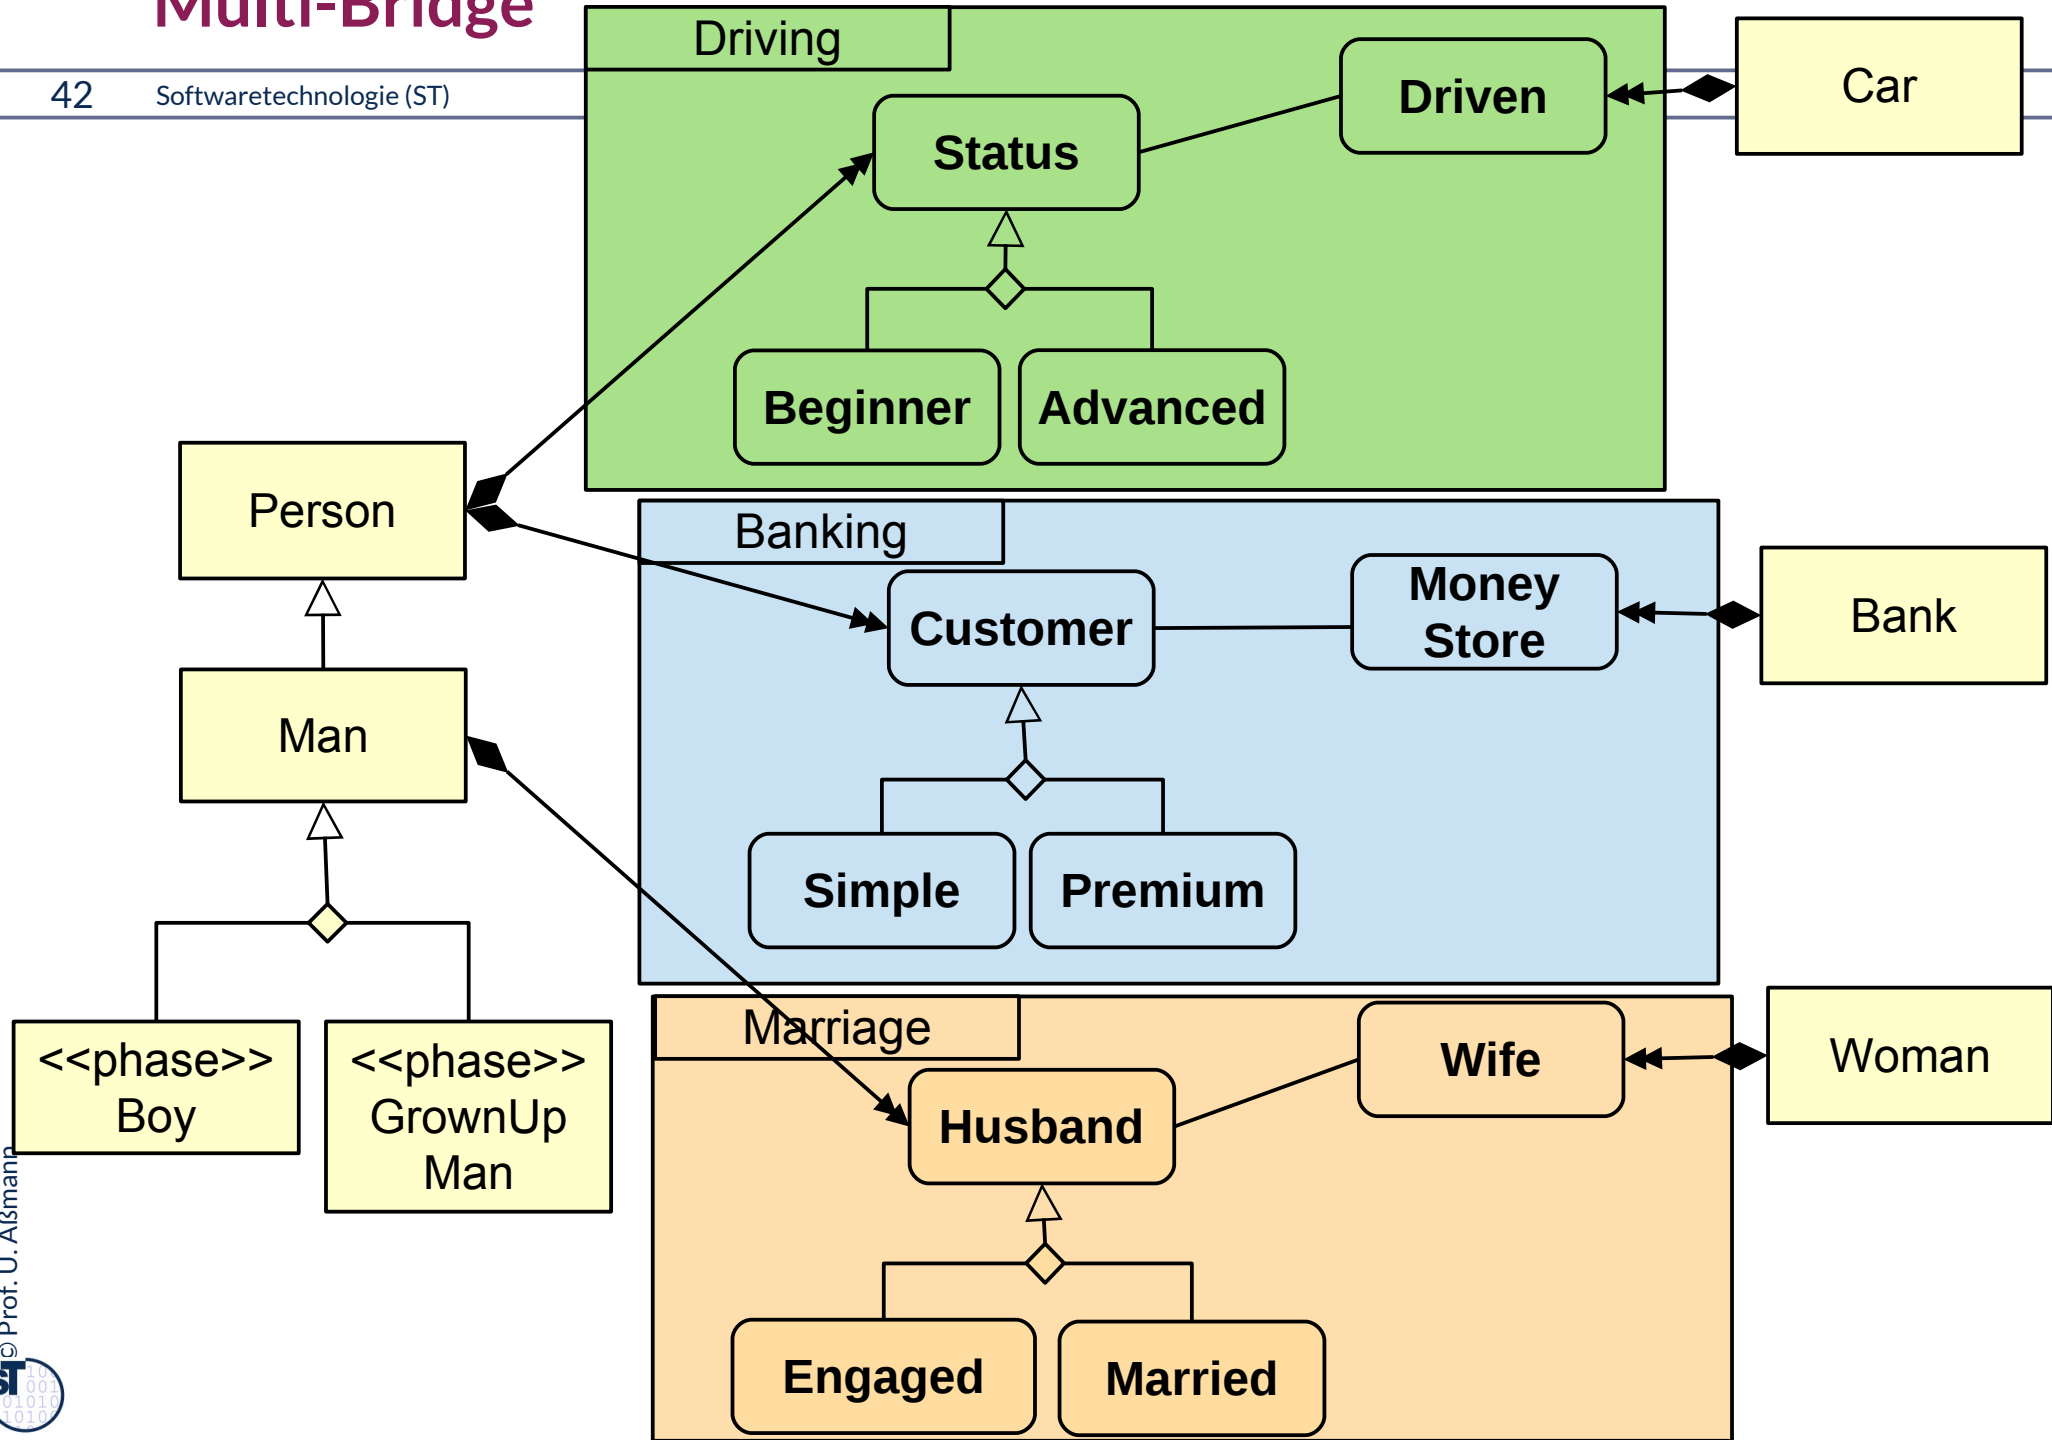 Multi-Bridge
42 Softwaretechnologie (ST)
Driving
Driven
Car
Status
Beginner
Advanced
Person
Banking
Customer
Money
Store
Bank
Man
Simple
Premium
<<phase>>
Boy
<<phase>>
GrownUp
Man
Marriage
Wife
Woman
Husband
Engaged
Married
© Prof. U. Aßmann
ST